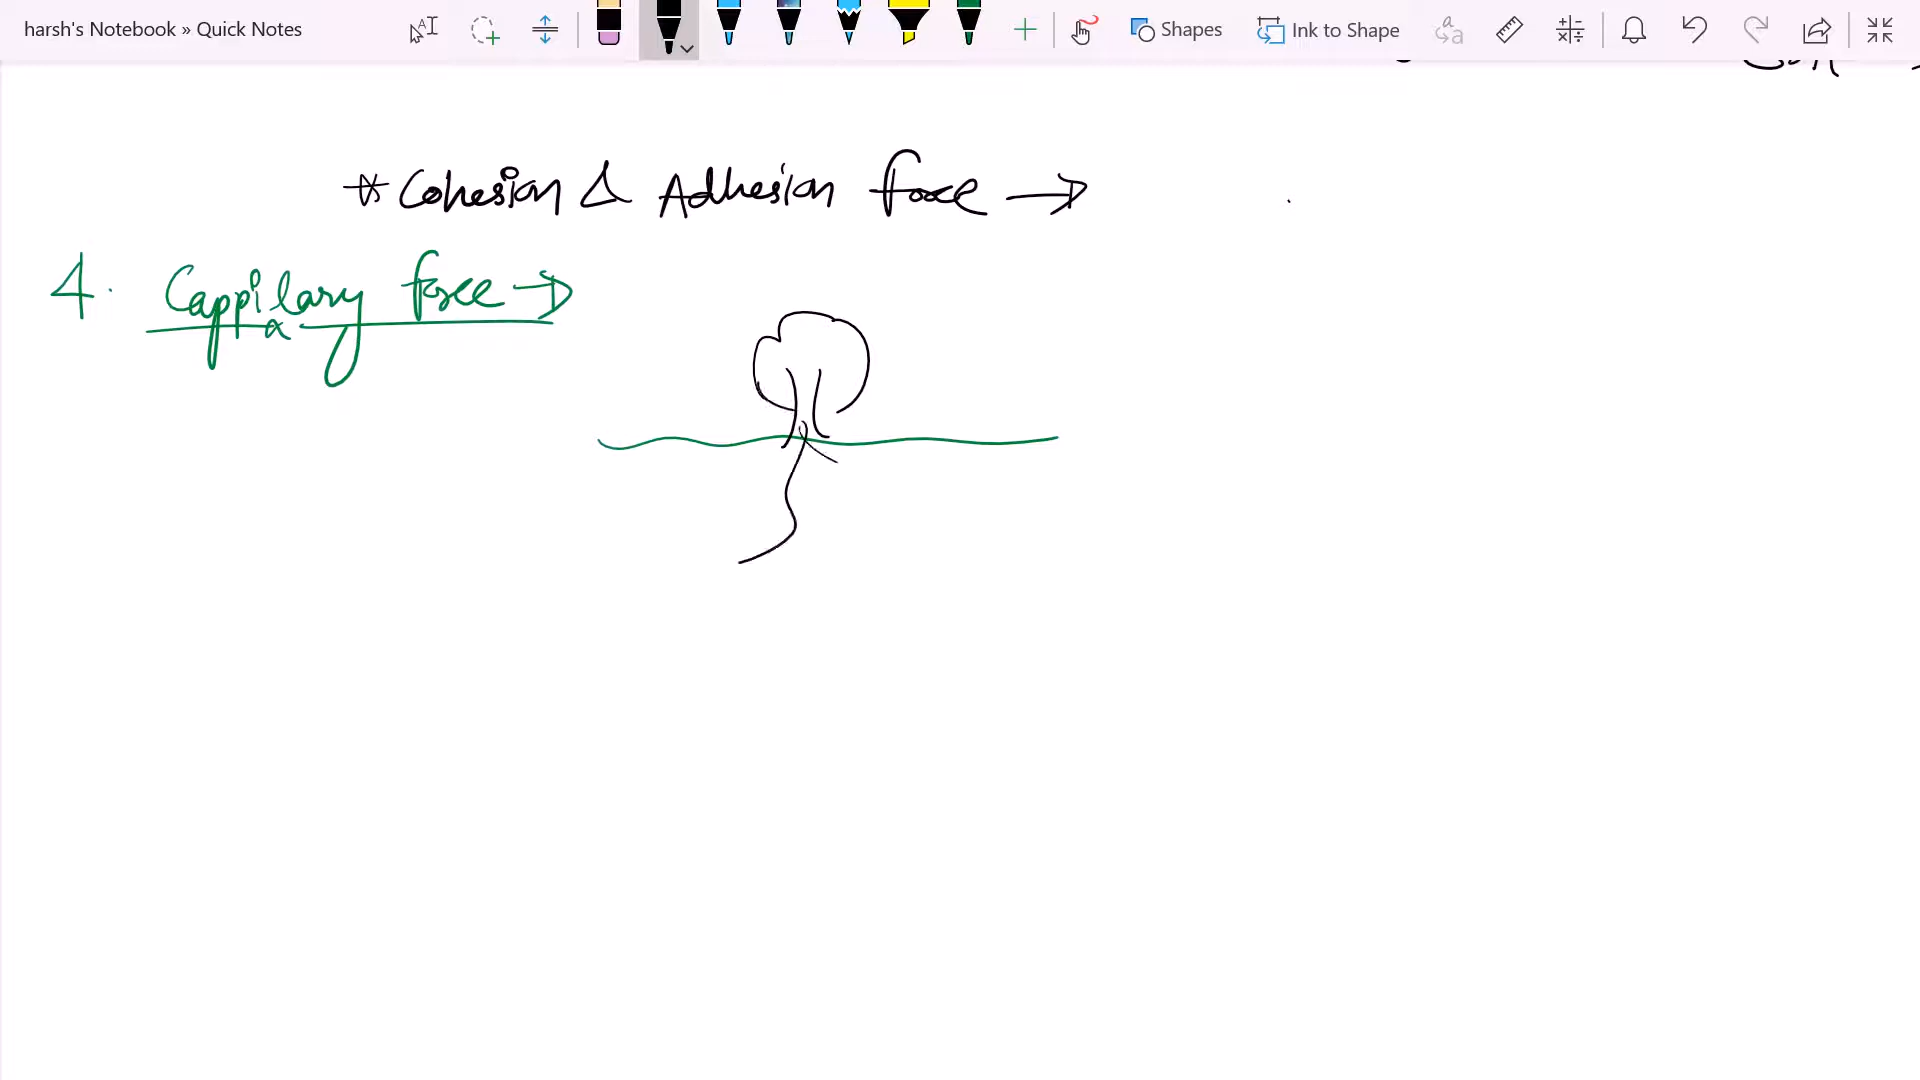 harsh's Notebook » Quick Notes
Shapes
Ink to Shape
* Cohesion & Adhesion force →
4. Cappilary force →
a